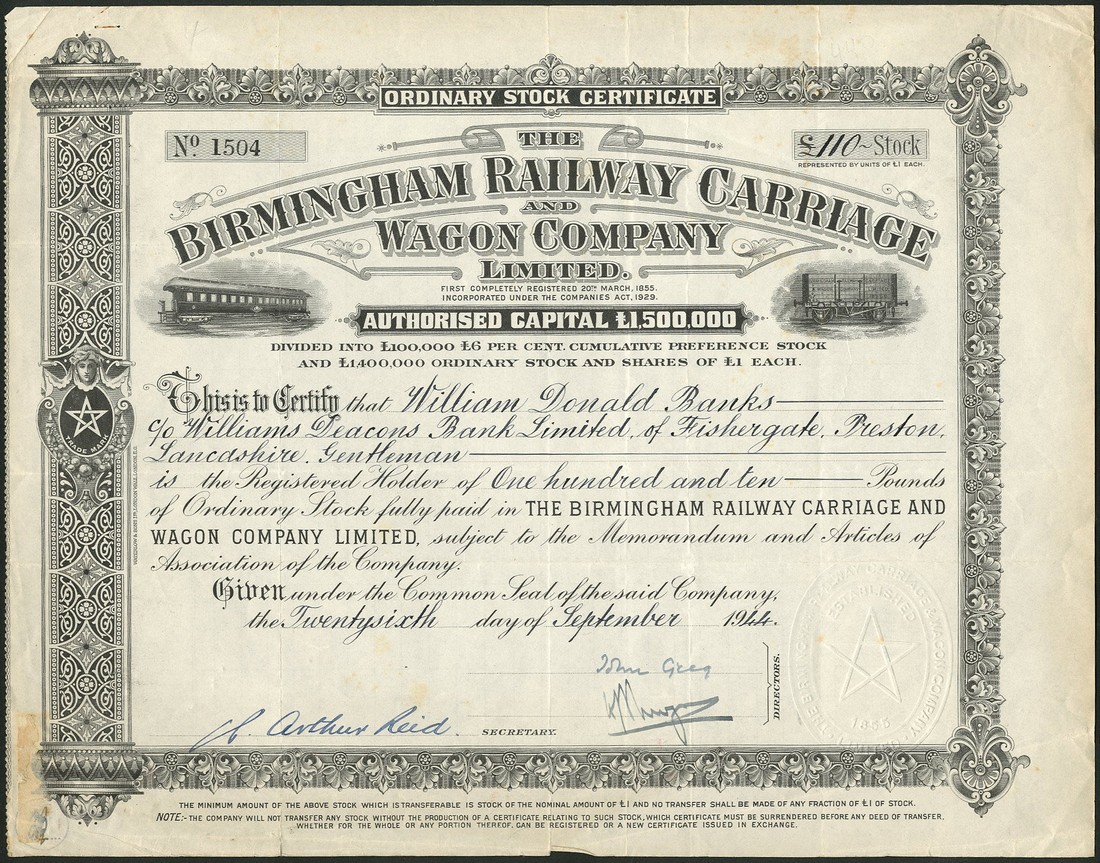 ORDINARY STOCK CERTIFICATE
No. 1504
£110~Stock
REPRESENTED BY UNITS OF £1 EACH.
THE
BIRMINGHAM RAILWAY CARRIAGE
AND
WAGON COMPANY
LIMITED.
FIRST COMPLETELY REGISTERED 20TH MARCH, 1855.
INCORPORATED UNDER THE COMPANIES ACT, 1929.
AUTHORISED CAPITAL £1,500,000
DIVIDED INTO £100,000 £6 PER CENT. CUMULATIVE PREFERENCE STOCK
AND £1,400,000 ORDINARY STOCK AND SHARES OF £1 EACH.
This is to Certify that William Donald Banks
c/o Williams Deacons Bank Limited, of Fishergate, Preston,
Lancashire, Gentleman
is the Registered Holder of One hundred and ten Pounds
of Ordinary Stock fully paid in THE BIRMINGHAM RAILWAY CARRIAGE AND
WAGON COMPANY LIMITED, subject to the Memorandum and Articles of
Association of the Company.
Given under the Common Seal of the said Company,
the Twentysixth day of September 1944.
TRADE MARK
ESTABLISHED
1855
DIRECTORS.
Arthur Reid. SECRETARY.
THE MINIMUM AMOUNT OF THE ABOVE STOCK WHICH IS TRANSFERABLE IS STOCK OF THE NOMINAL AMOUNT OF £1 AND NO TRANSFER SHALL BE MADE OF ANY FRACTION OF £1 OF STOCK.
NOTE:- THE COMPANY WILL NOT TRANSFER ANY STOCK WITHOUT THE PRODUCTION OF A CERTIFICATE RELATING TO SUCH STOCK, WHICH CERTIFICATE MUST BE SURRENDERED BEFORE ANY DEED OF TRANSFER,
WHETHER FOR THE WHOLE OR ANY PORTION THEREOF, CAN BE REGISTERED OR A NEW CERTIFICATE ISSUED IN EXCHANGE.